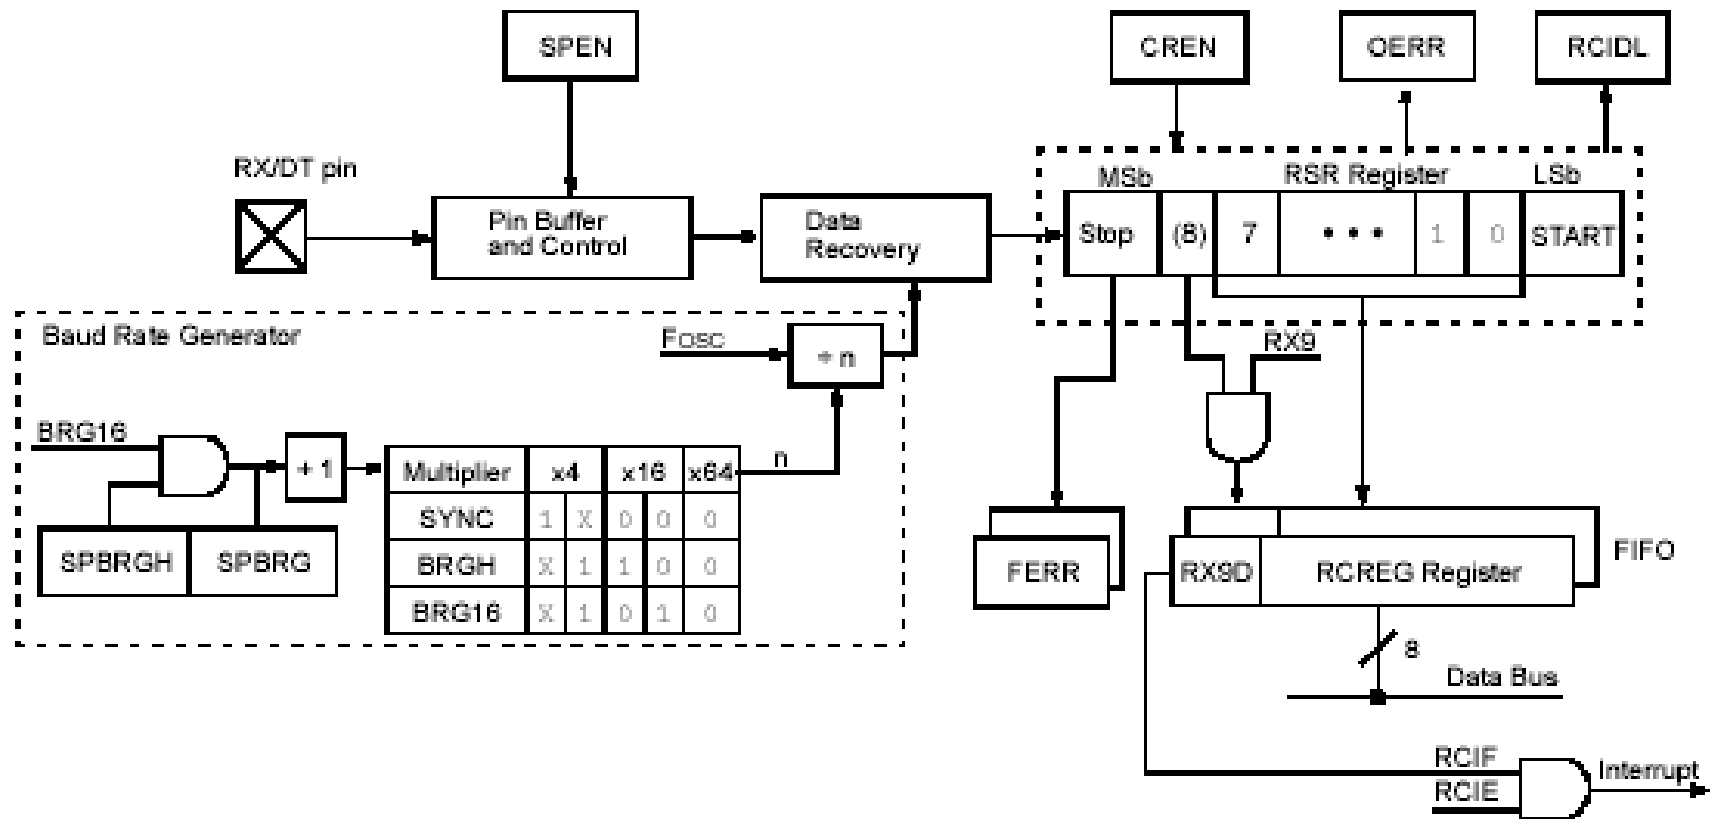 SPEN
CREN
OERR
RCIDL
RX/DT pin
MSb
RSR Register
LSb
Pin Buffer
and Control
Data
Recovery
Stop (8) 7 • • • 1 0 START
Baud Rate Generator
FOSC
÷ n
RX9
BRG16
+ 1
n
Multiplier x4 x16 x64
SYNC 1 X 0 0 0
BRGH X 1 1 0 0
BRG16 X 1 0 1 0
SPBRGH SPBRG
FERR
RX9D RCREG Register
FIFO
8
Data Bus
RCIF
RCIE
Interrupt